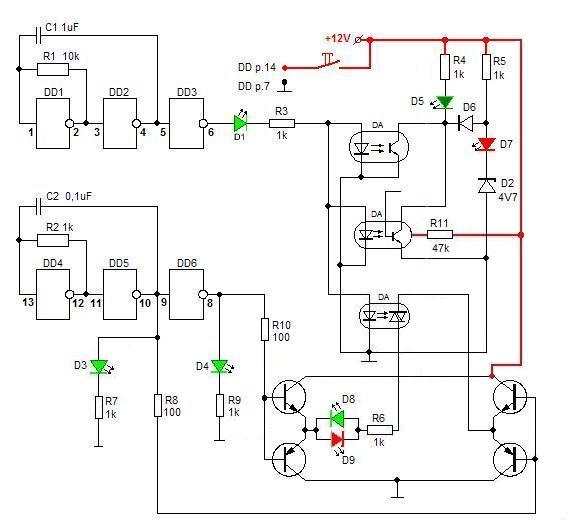 C1 1uF
+12V
R1 10k
DD p.14
R4
1k
R5
1k
DD1
DD2
DD3
DD p.7
D5
D6
R3
1k
D7
1
2
3
4
5
6
D1
DA
D2
4V7
C2 0,1uF
DA
R11
47k
R2 1k
DD4
DD5
DD6
DA
13
12
11
10
9
8
R10
100
D3
D4
D8
R6
1k
R7
1k
R8
100
R9
1k
D9